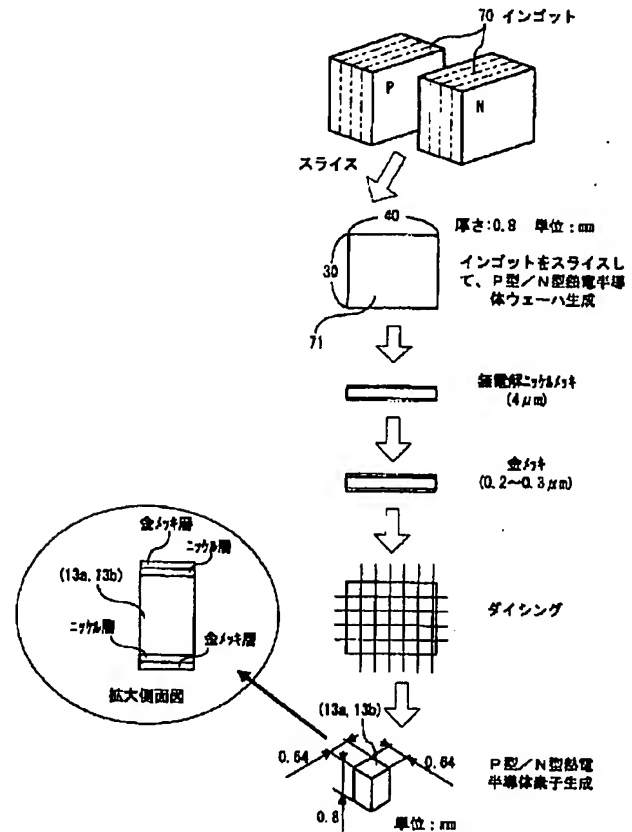 70 インゴット
P
N
スライス
40
厚さ:0.8 単位:mm
30
インゴットをスライスし
て、P型/N型熱電半導
体ウェーハ生成
71
無電解ニッケルメッキ
(4μm)
金メッキ
(0.2〜0.3μm)
金メッキ層
ニッケル層
(13a,13b)
ニッケル層
金メッキ層
拡大側面図
ダイシング
(13a,13b)
0.64
0.64
P型/N型熱電
半導体素子生成
0.8
単位:mm